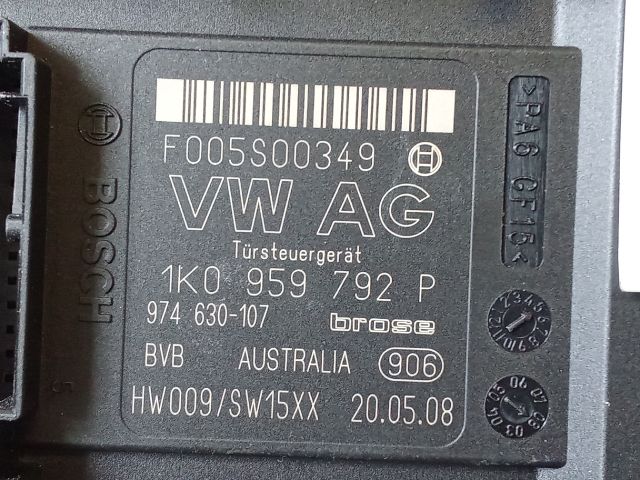 F005S00349
VW AG
Türsteuergerät
1K0 959 792 P
974 630-107 brose
BVB AUSTRALIA 906
HW009/SW15XX 20.05.08
BOSCH
>PA6 GF15<
5